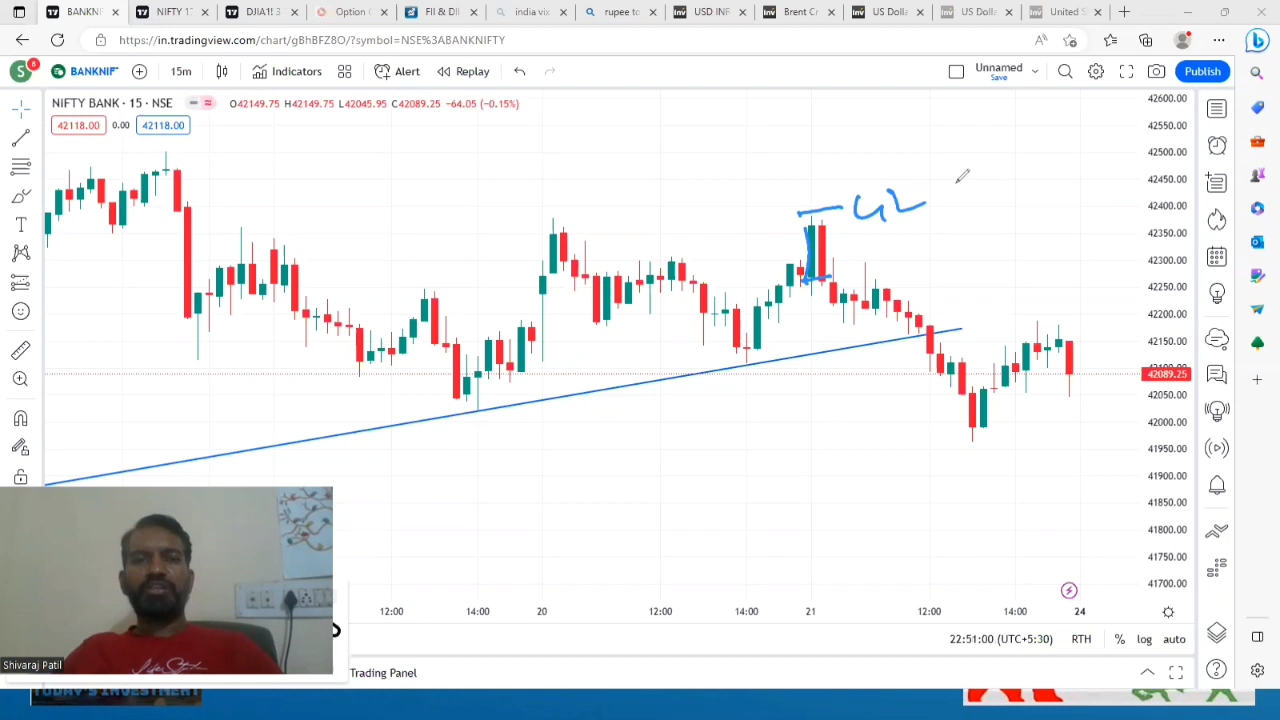 BANKNIF
NIFTY 1
DJIA1! 3
Option C
FII & DII
india vix
rupee to
USD INF
Brent Cr
US Dolla
US Dolla
United S
https://in.tradingview.com/chart/gBhBFZ8O/?symbol=NSE%3ABANKNIFTY
S 8 BANKNIF 15m Indicators Alert Replay Unnamed Save Publish
NIFTY BANK · 15 · NSE O42149.75 H42149.75 L42045.95 C42089.25 −64.05 (−0.15%)
42118.00 0.00 42118.00
42600.00
42550.00
42500.00
42450.00
42400.00
42350.00
42300.00
42250.00
42200.00
42150.00
42089.25
42050.00
42000.00
41950.00
41900.00
41850.00
41800.00
41750.00
41700.00
42
12:00 14:00 20 12:00 14:00 21 12:00 14:00 24
22:51:00 (UTC+5:30) RTH % log auto
Shivaraj Patil
Trading Panel
TODAY'S INVESTMENT